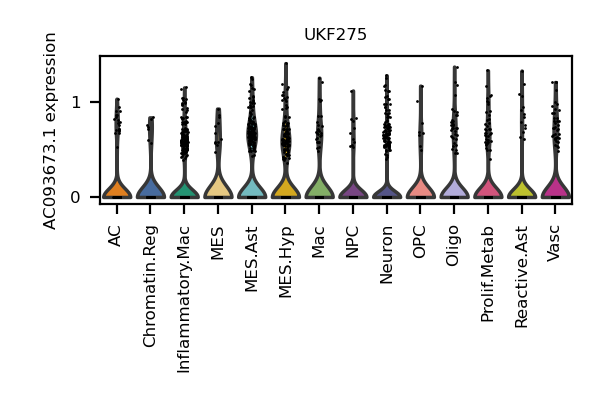 UKF275
AC093673.1 expression
1
0
AC
Chromatin.Reg
Inflammatory.Mac
MES
MES.Ast
MES.Hyp
Mac
NPC
Neuron
OPC
Oligo
Prolif.Metab
Reactive.Ast
Vasc